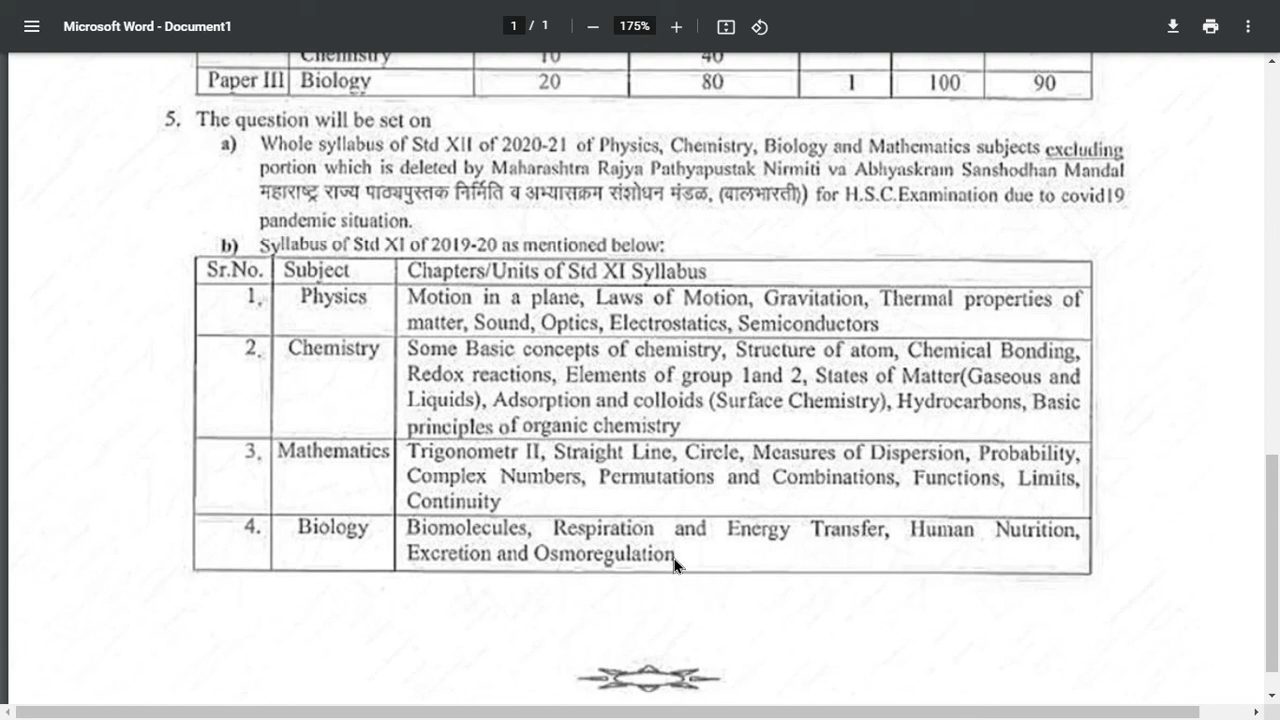 Microsoft Word - Document1
1 / 1
175%
Chemistry 10 40
Paper III Biology 20 80 1 100 90
5. The question will be set on
a) Whole syllabus of Std XII of 2020-21 of Physics, Chemistry, Biology and Mathematics subjects excluding
portion which is deleted by Maharashtra Rajya Pathyapustak Nirmiti va Abhyaskram Sanshodhan Mandal
महाराष्ट्र राज्य पाठ्यपुस्तक निर्मिति व अभ्यासक्रम संशोधन मंडळ, (बालभारती)) for H.S.C.Examination due to covid19
pandemic situation.
b) Syllabus of Std XI of 2019-20 as mentioned below:
Sr.No. Subject Chapters/Units of Std XI Syllabus
1. Physics Motion in a plane, Laws of Motion, Gravitation, Thermal properties of
matter, Sound, Optics, Electrostatics, Semiconductors
2. Chemistry Some Basic concepts of chemistry, Structure of atom, Chemical Bonding,
Redox reactions, Elements of group 1and 2, States of Matter(Gaseous and
Liquids), Adsorption and colloids (Surface Chemistry), Hydrocarbons, Basic
principles of organic chemistry
3. Mathematics Trigonometr II, Straight Line, Circle, Measures of Dispersion, Probability,
Complex Numbers, Permutations and Combinations, Functions, Limits,
Continuity
4. Biology Biomolecules, Respiration and Energy Transfer, Human Nutrition,
Excretion and Osmoregulation